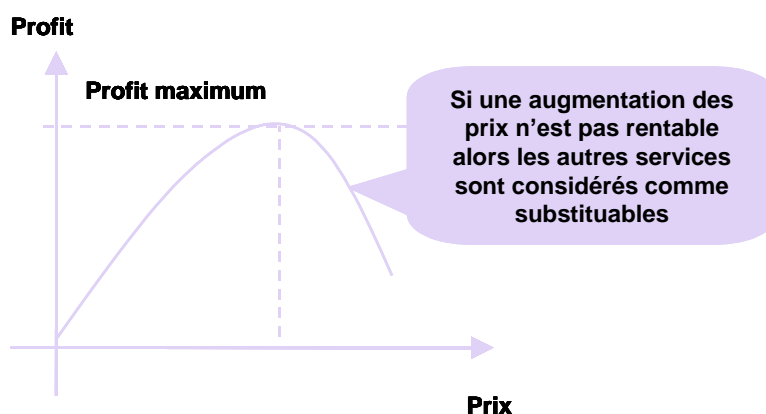 Profit
Profit maximum
Si une augmentation des
prix n’est pas rentable
alors les autres services
sont considérés comme
substituables
Prix